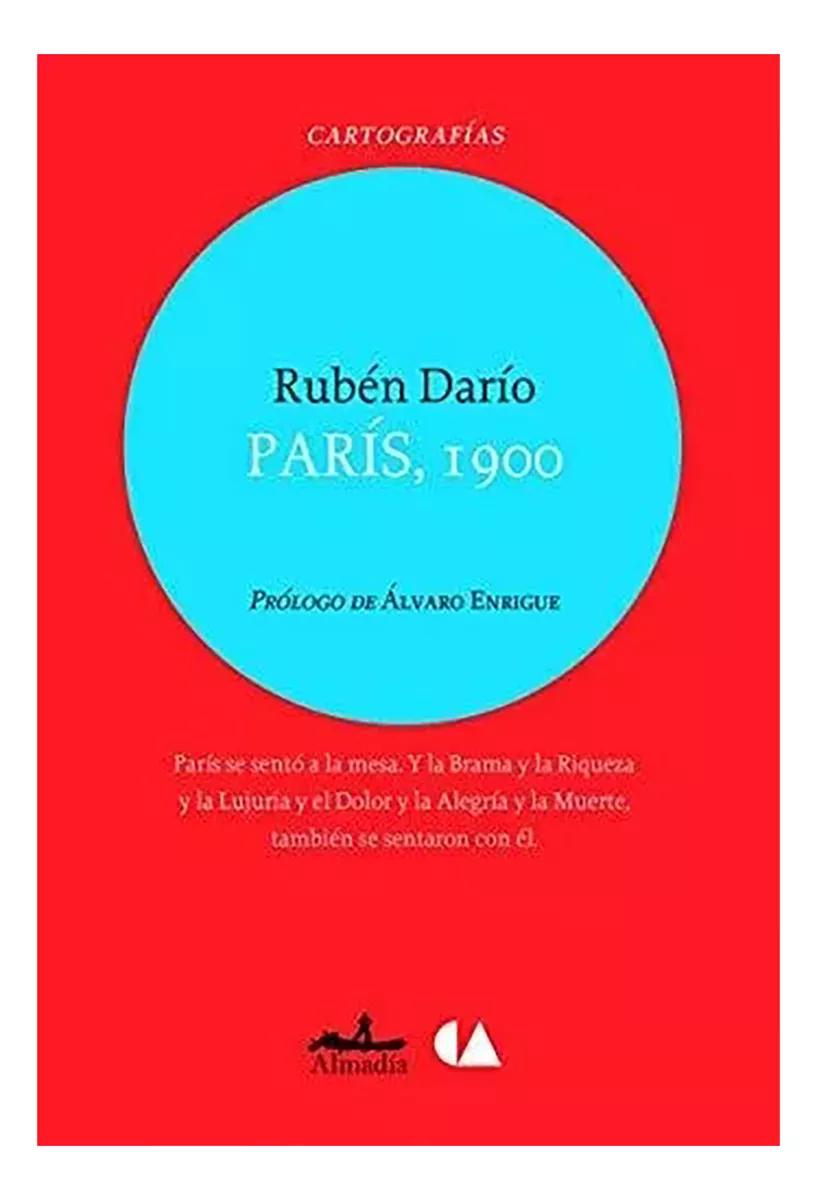 CARTOGRAFÍAS
Rubén Darío
PARÍS, 1900
PRÓLOGO DE ÁLVARO ENRIGUE
París se sentó a la mesa. Y la Brama y la Riqueza
y la Lujuria y el Dolor y la Alegría y la Muerte,
también se sentaron con él.
Almadía
CA